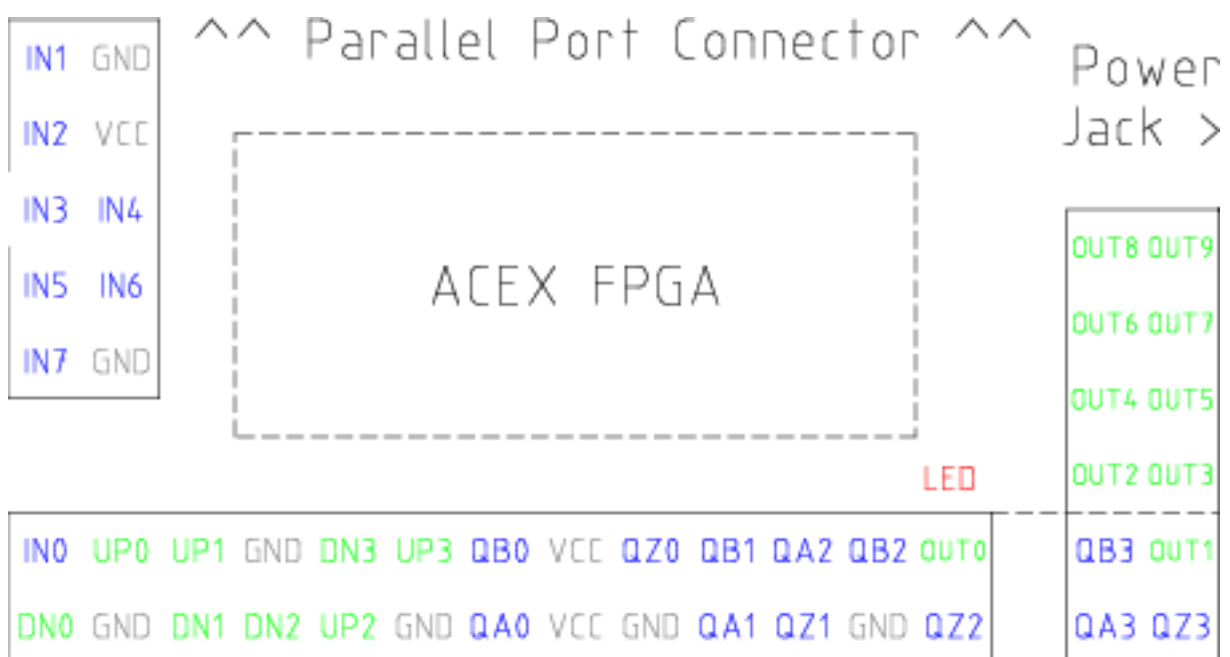 ^^ Parallel Port Connector ^^
Power
Jack >
IN1 GND
IN2 VCC
IN3 IN4
IN5 IN6
IN7 GND
ACEX FPGA
OUT8 OUT9
OUT6 OUT7
OUT4 OUT5
OUT2 OUT3
LED
IN0 UP0 UP1 GND DN3 UP3 QB0 VCC QZ0 QB1 QA2 QB2 OUT0
DN0 GND DN1 DN2 UP2 GND QA0 VCC GND QA1 QZ1 GND QZ2
QB3 OUT1
QA3 QZ3